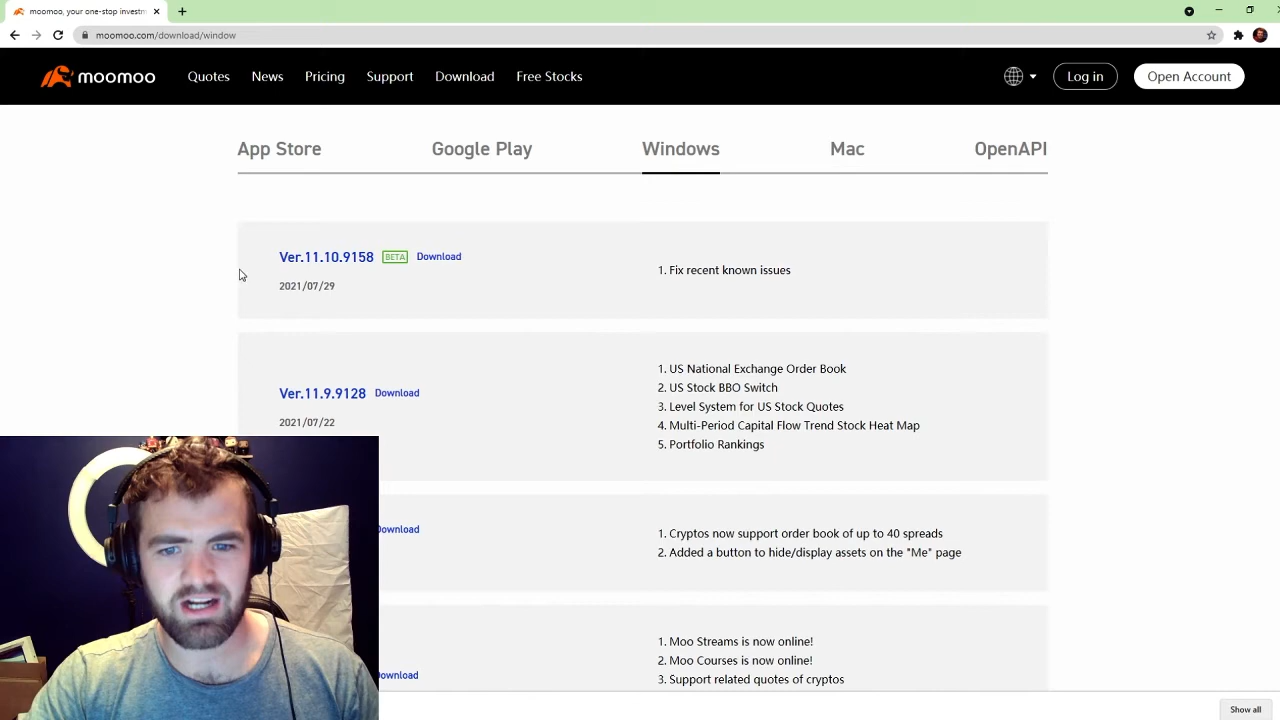 moomoo, your one-stop investm
moomoo.com/download/window
moomoo
Quotes
News
Pricing
Support
Download
Free Stocks
Log in
Open Account
App Store
Google Play
Windows
Mac
OpenAPI
Ver.11.10.9158 BETA Download
2021/07/29
1. Fix recent known issues
Ver.11.9.9128 Download
2021/07/22
1. US National Exchange Order Book
2. US Stock BBO Switch
3. Level System for US Stock Quotes
4. Multi-Period Capital Flow Trend Stock Heat Map
5. Portfolio Rankings
Download
1. Cryptos now support order book of up to 40 spreads
2. Added a button to hide/display assets on the "Me" page
Download
1. Moo Streams is now online!
2. Moo Courses is now online!
3. Support related quotes of cryptos
Show all